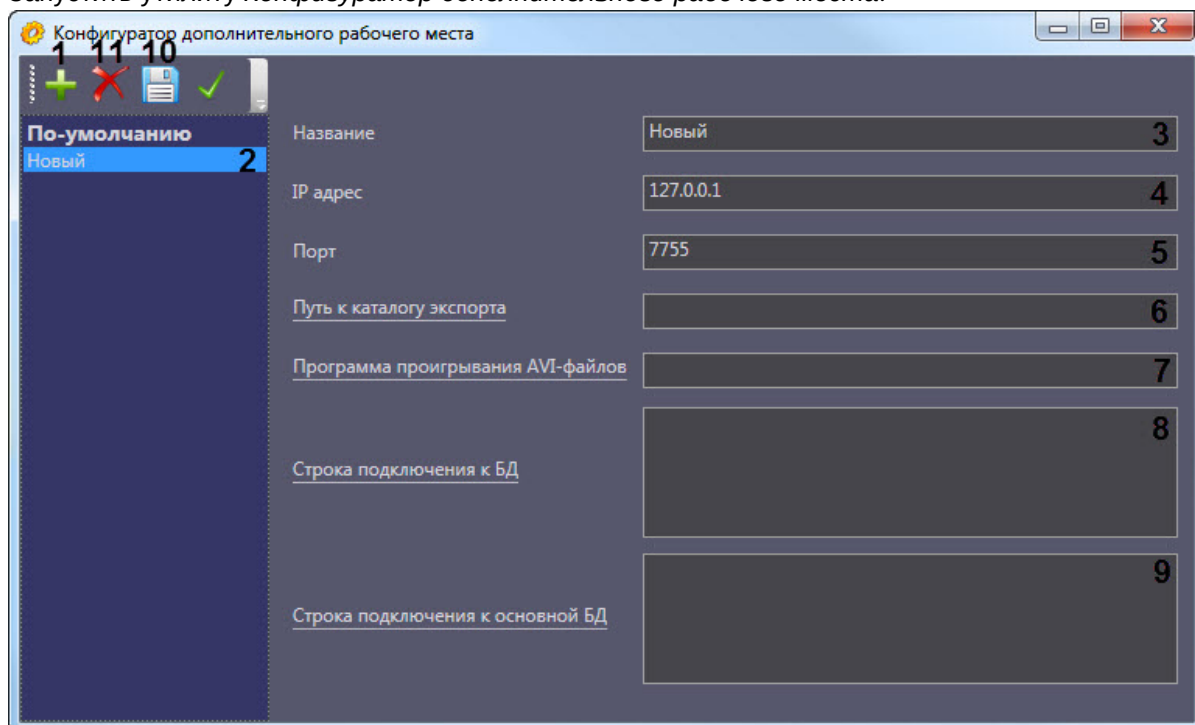 Запустить утилиту Конфигуратор дополнительного рабочего места.
Конфигуратор дополнительного рабочего места
1 11 10
По-умолчанию
Новый 2
Название Новый 3
IP адрес 127.0.0.1 4
Порт 7755 5
Путь к каталогу экспорта 6
Программа проигрывания AVI-файлов 7
8
Строка подключения к БД
9
Строка подключения к основной БД